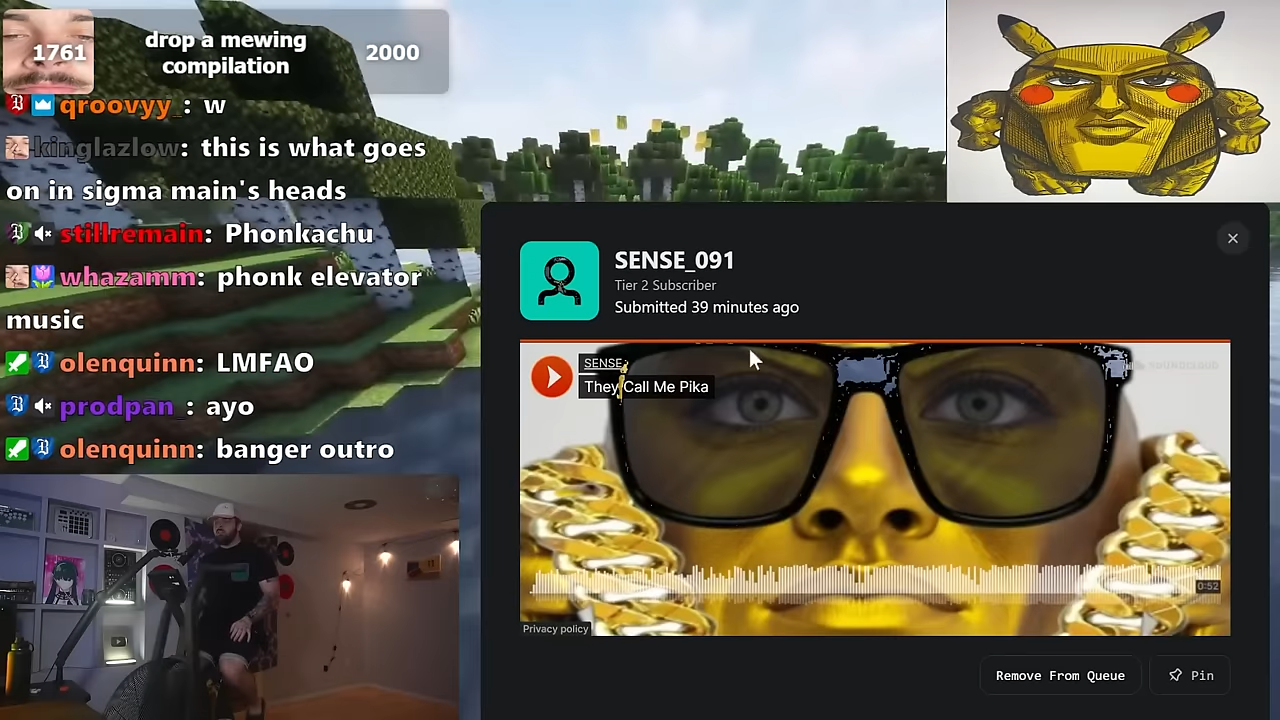 1761
drop a mewing
compilation
2000
qroovyy_: w
kinglazlow: this is what goes
on in sigma main's heads
stillremain: Phonkachu
whazamm: phonk elevator
music
olenquinn: LMFAO
prodpan_: ayo
olenquinn: banger outro
SENSE_091
Tier 2 Subscriber
Submitted 39 minutes ago
SENSE
They Call Me Pika
SOUNDCLOUD
0:52
Privacy policy
Remove From Queue
Pin